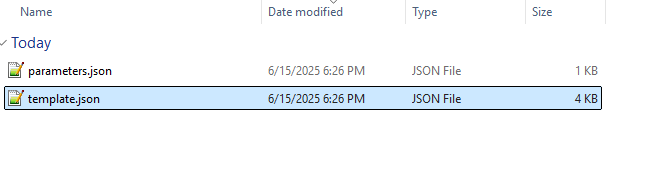 Name Date modified Type Size
Today
parameters.json 6/15/2025 6:26 PM JSON File 1 KB
template.json 6/15/2025 6:26 PM JSON File 4 KB